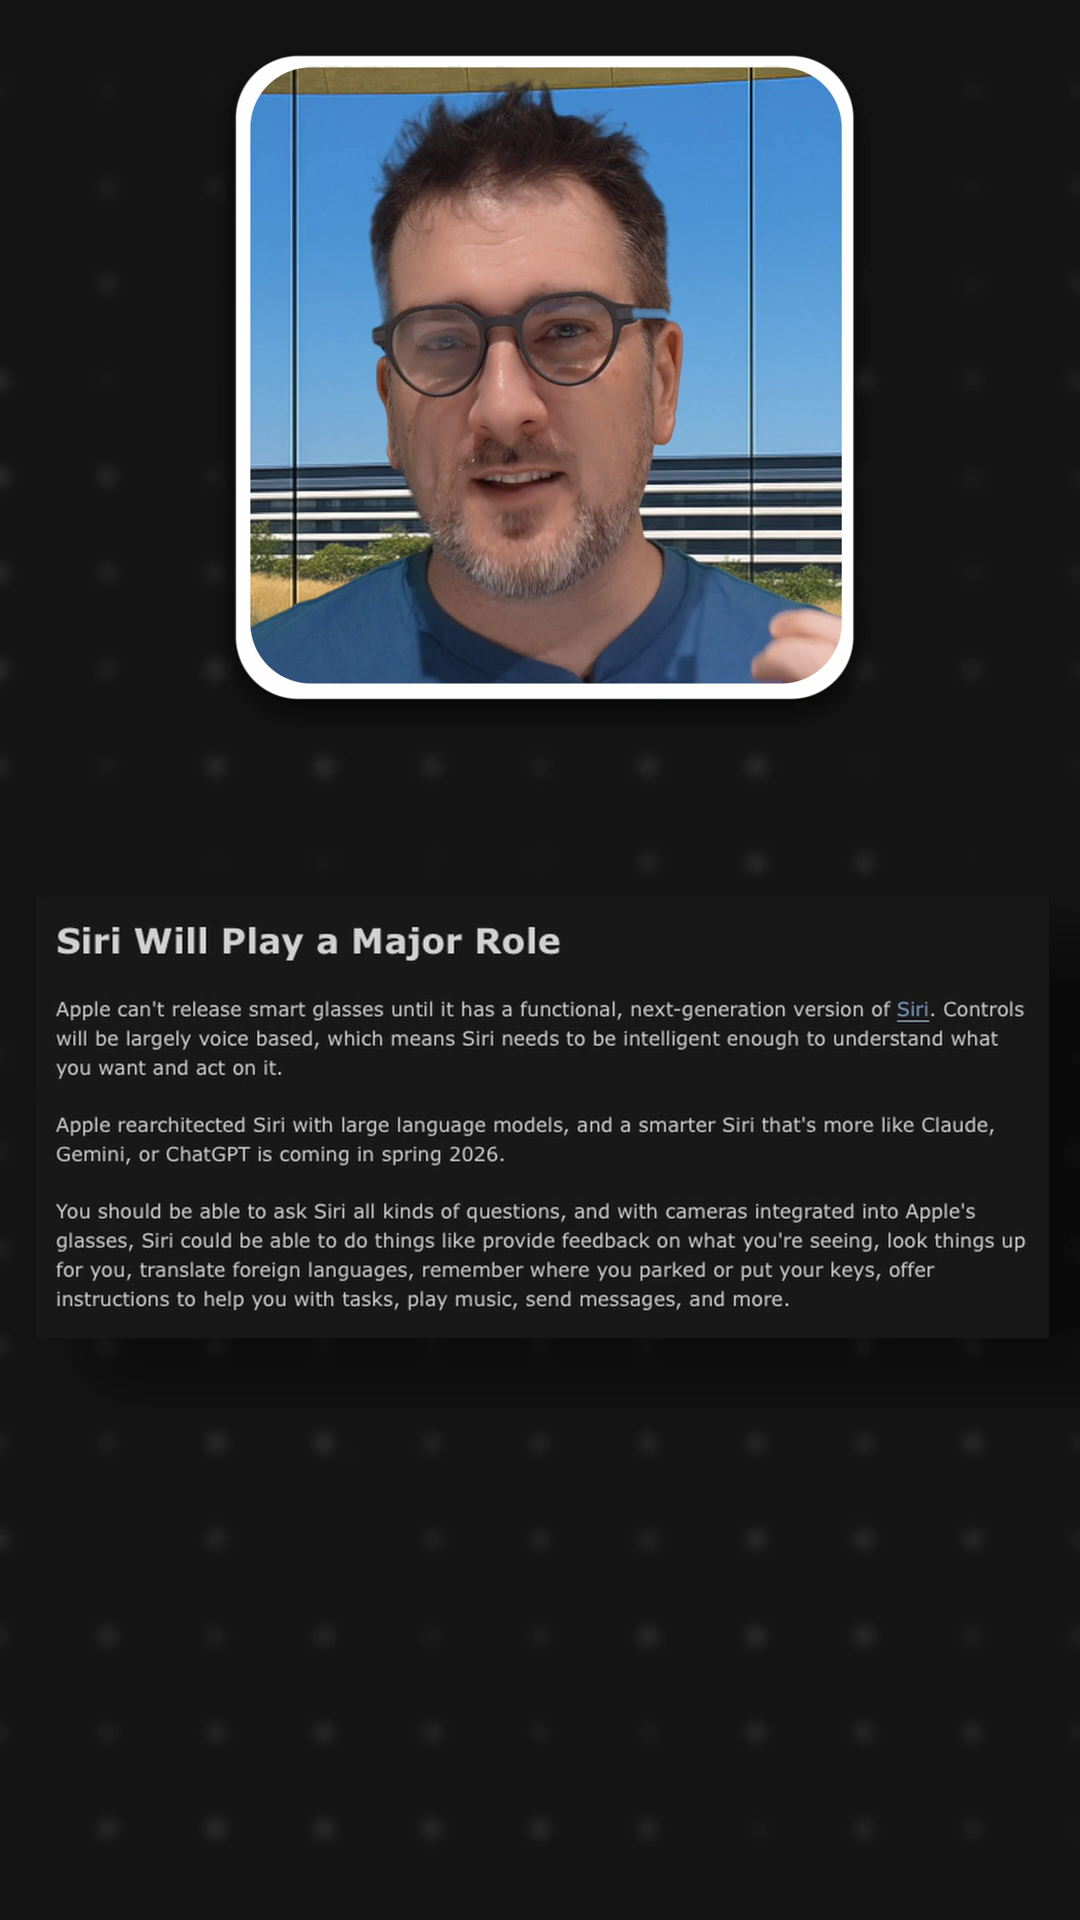 Siri Will Play a Major Role
Apple can't release smart glasses until it has a functional, next-generation version of Siri. Controls
will be largely voice based, which means Siri needs to be intelligent enough to understand what
you want and act on it.
Apple rearchitected Siri with large language models, and a smarter Siri that's more like Claude,
Gemini, or ChatGPT is coming in spring 2026.
You should be able to ask Siri all kinds of questions, and with cameras integrated into Apple's
glasses, Siri could be able to do things like provide feedback on what you're seeing, look things up
for you, translate foreign languages, remember where you parked or put your keys, offer
instructions to help you with tasks, play music, send messages, and more.